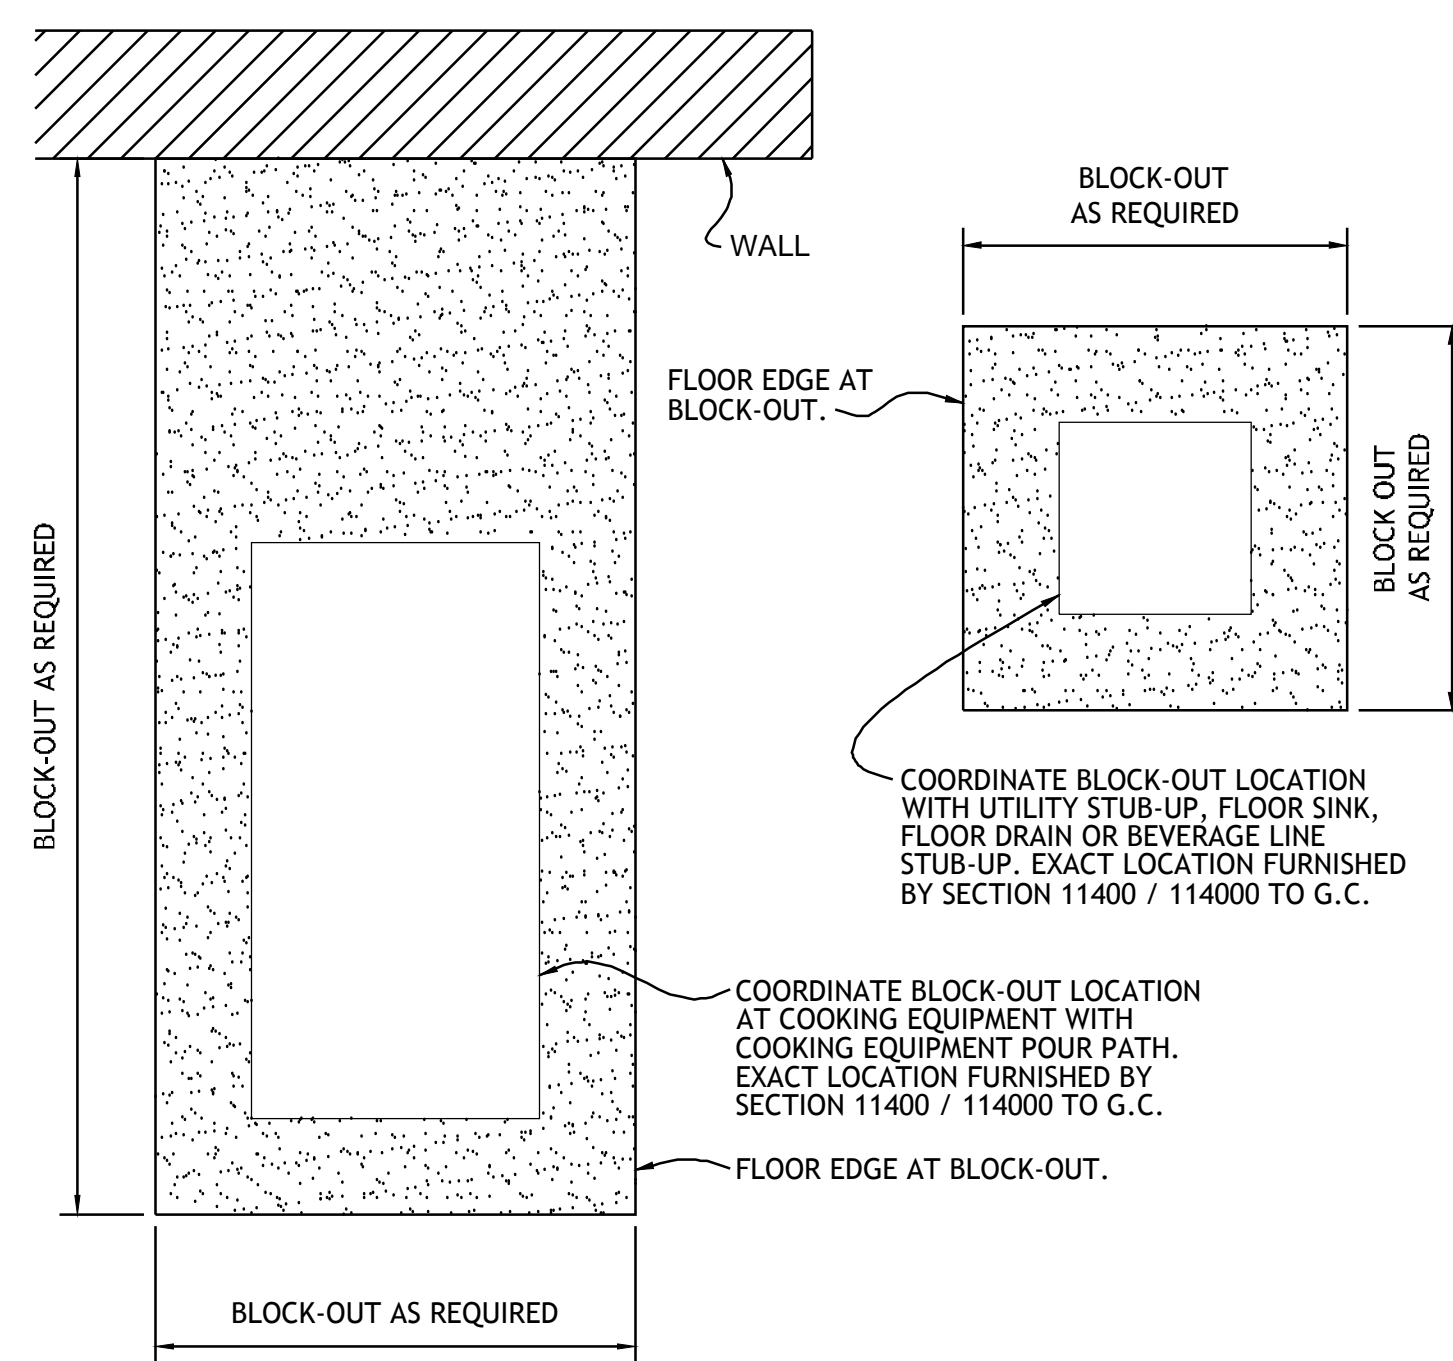 BLOCK-OUT
AS REQUIRED
WALL
FLOOR EDGE AT
BLOCK-OUT.
BLOCK OUT
AS REQUIRED
BLOCK-OUT AS REQUIRED
COORDINATE BLOCK-OUT LOCATION
WITH UTILITY STUB-UP, FLOOR SINK,
FLOOR DRAIN OR BEVERAGE LINE
STUB-UP. EXACT LOCATION FURNISHED
BY SECTION 11400 / 114000 TO G.C.
COORDINATE BLOCK-OUT LOCATION
AT COOKING EQUIPMENT WITH
COOKING EQUIPMENT POUR PATH.
EXACT LOCATION FURNISHED BY
SECTION 11400 / 114000 TO G.C.
FLOOR EDGE AT BLOCK-OUT.
BLOCK-OUT AS REQUIRED